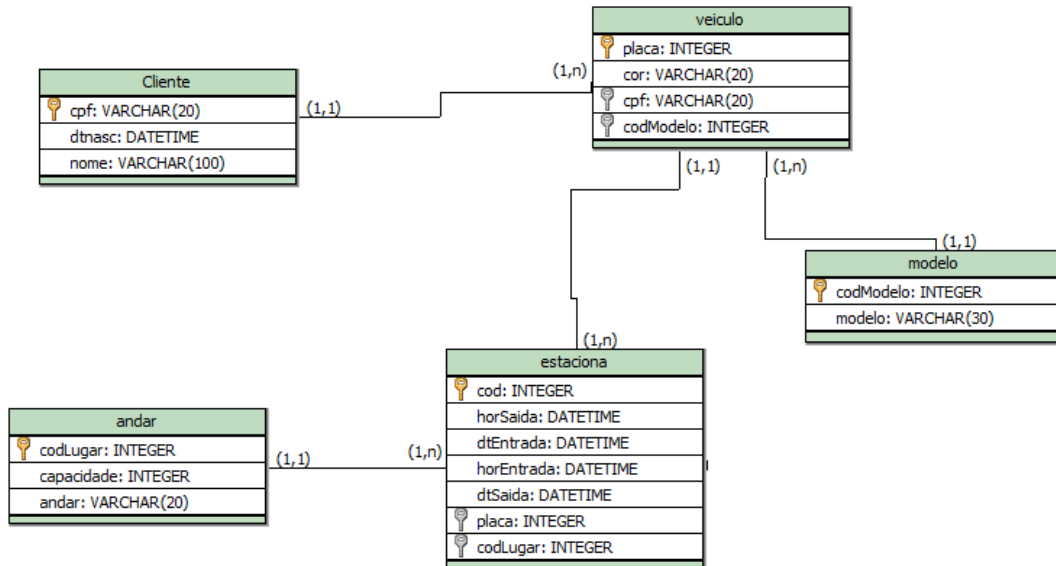 veiculo
placa: INTEGER
cor: VARCHAR(20)
cpf: VARCHAR(20)
codModelo: INTEGER
(1,n)
Cliente
cpf: VARCHAR(20)
dtnasc: DATETIME
nome: VARCHAR(100)
(1,1)
(1,1)
(1,n)
(1,1)
modelo
codModelo: INTEGER
modelo: VARCHAR(30)
(1,n)
estaciona
cod: INTEGER
horSaida: DATETIME
dtEntrada: DATETIME
horEntrada: DATETIME
dtSaida: DATETIME
placa: INTEGER
codLugar: INTEGER
andar
codLugar: INTEGER
capacidade: INTEGER
andar: VARCHAR(20)
(1,1)
(1,n)